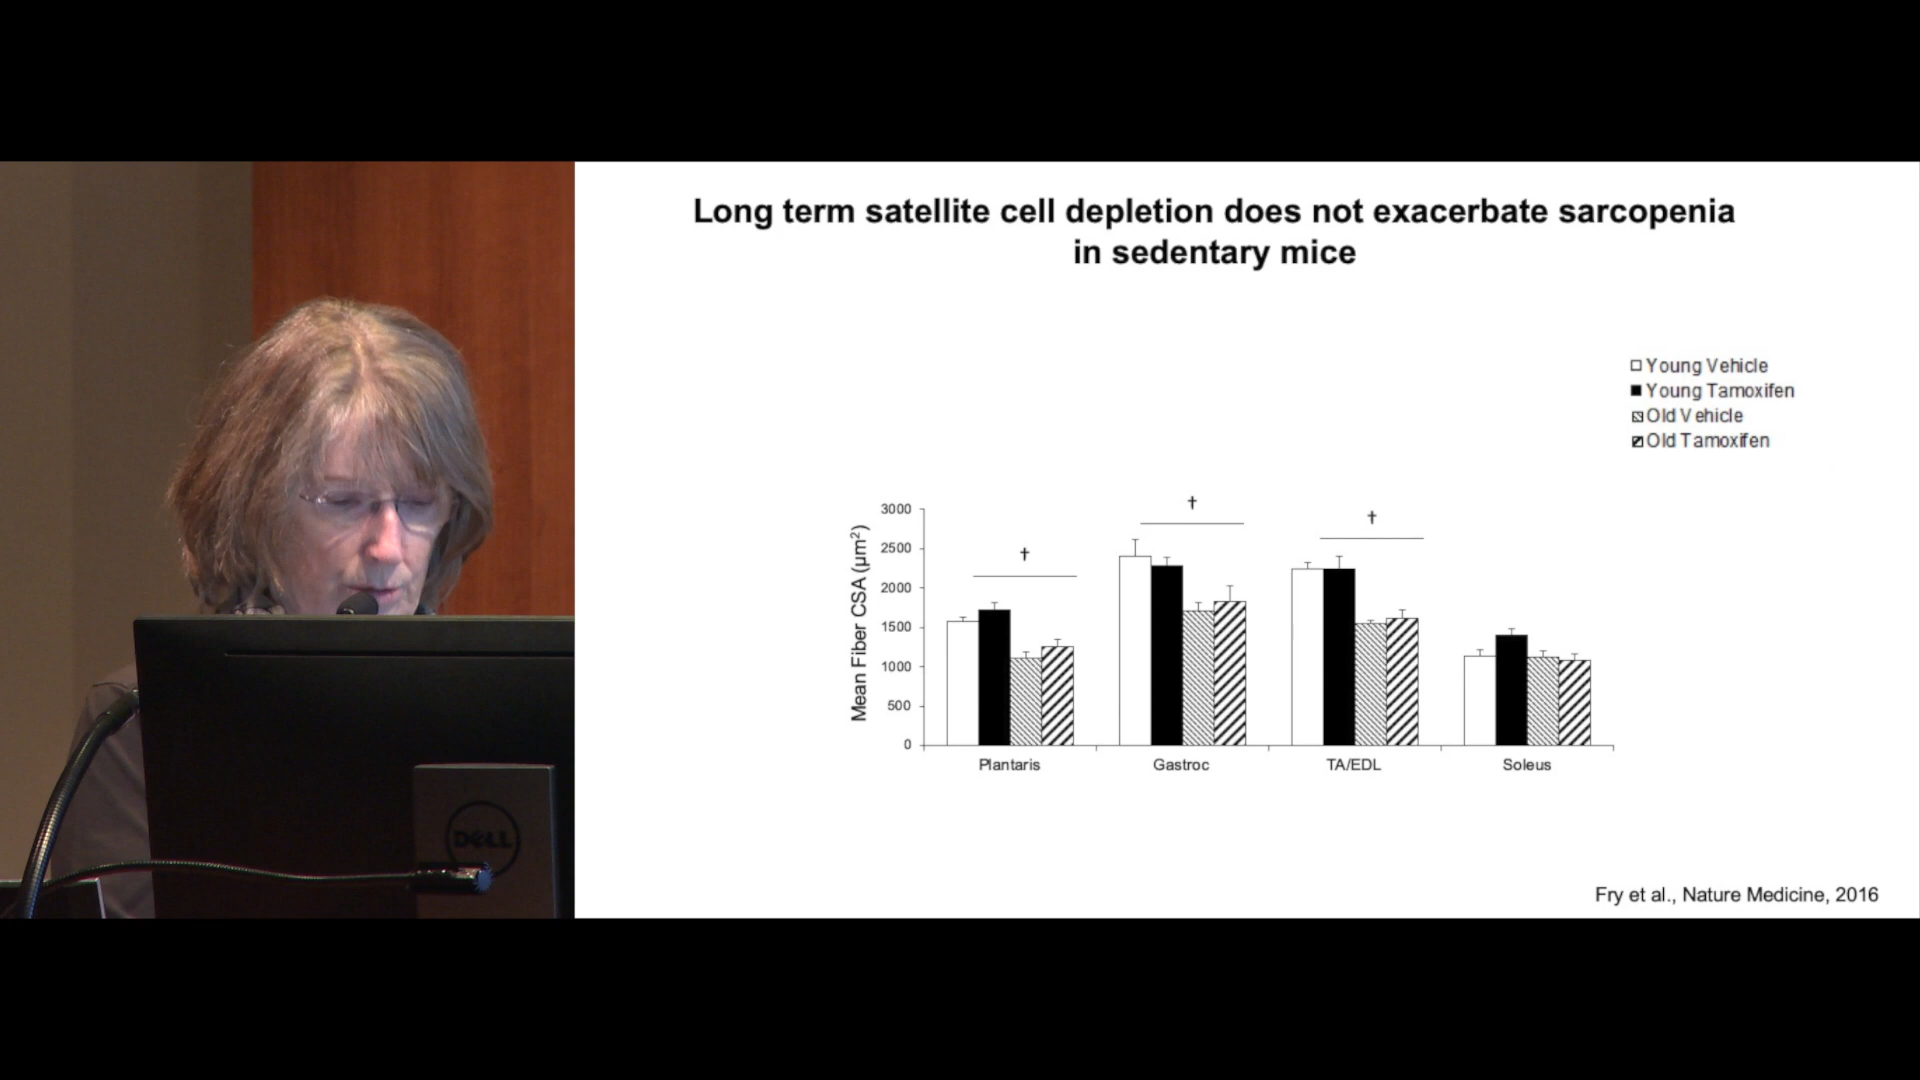 Long term satellite cell depletion does not exacerbate sarcopenia
in sedentary mice
Young Vehicle
Young Tamoxifen
Old Vehicle
Old Tamoxifen
Mean Fiber CSA (µm²)
3000
2500
2000
1500
1000
500
0
†
†
†
Plantaris
Gastroc
TA/EDL
Soleus
Fry et al., Nature Medicine, 2016
DELL